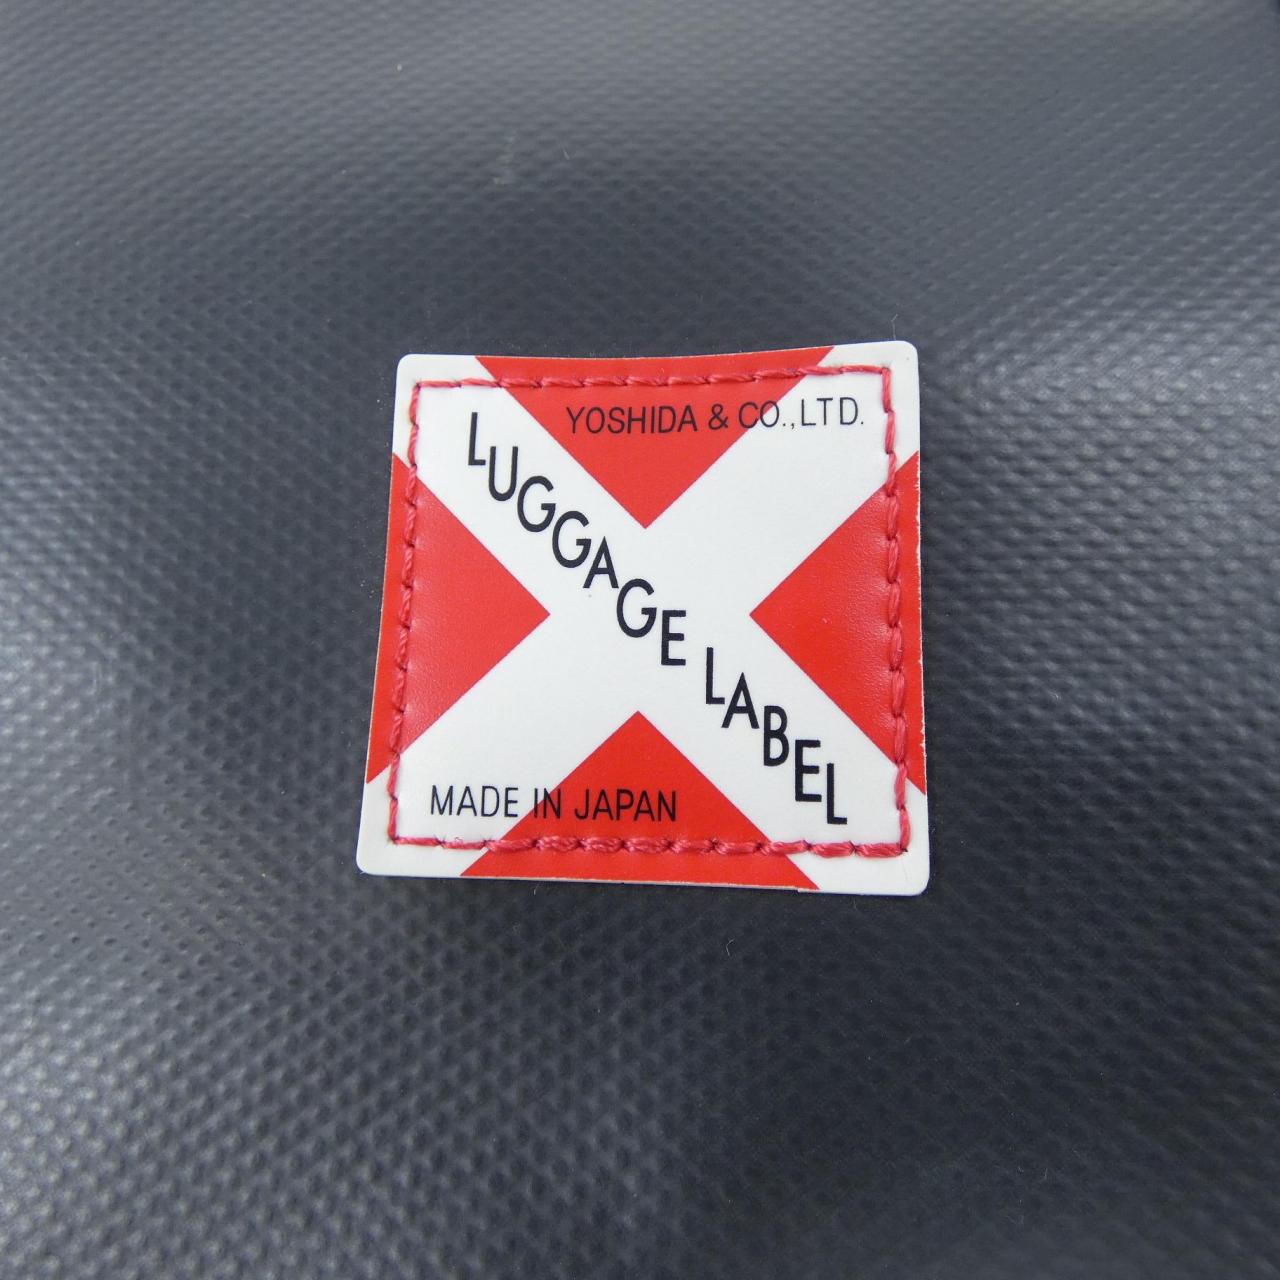 YOSHIDA & CO.,LTD.
LUGGAGE LABEL
MADE IN JAPAN